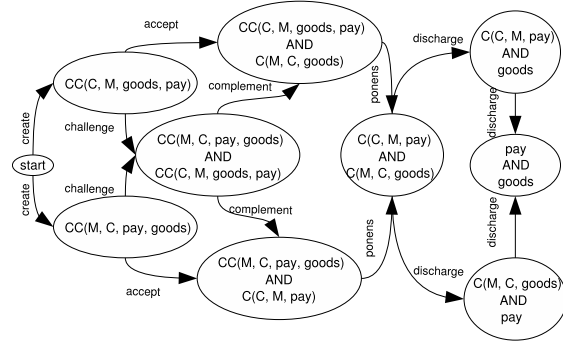 accept
CC(C, M, goods, pay)
AND
C(M, C, goods)
discharge
C(C, M, pay)
AND
goods
create
CC(C, M, goods, pay)
complement
ponens
discharge
challenge
CC(M, C, pay, goods)
AND
CC(C, M, goods, pay)
C(C, M, pay)
AND
C(M, C, goods)
pay
AND
goods
start
create
challenge
CC(M, C, pay, goods)
complement
ponens
discharge
accept
CC(M, C, pay, goods)
AND
C(C, M, pay)
discharge
C(M, C, goods)
AND
pay